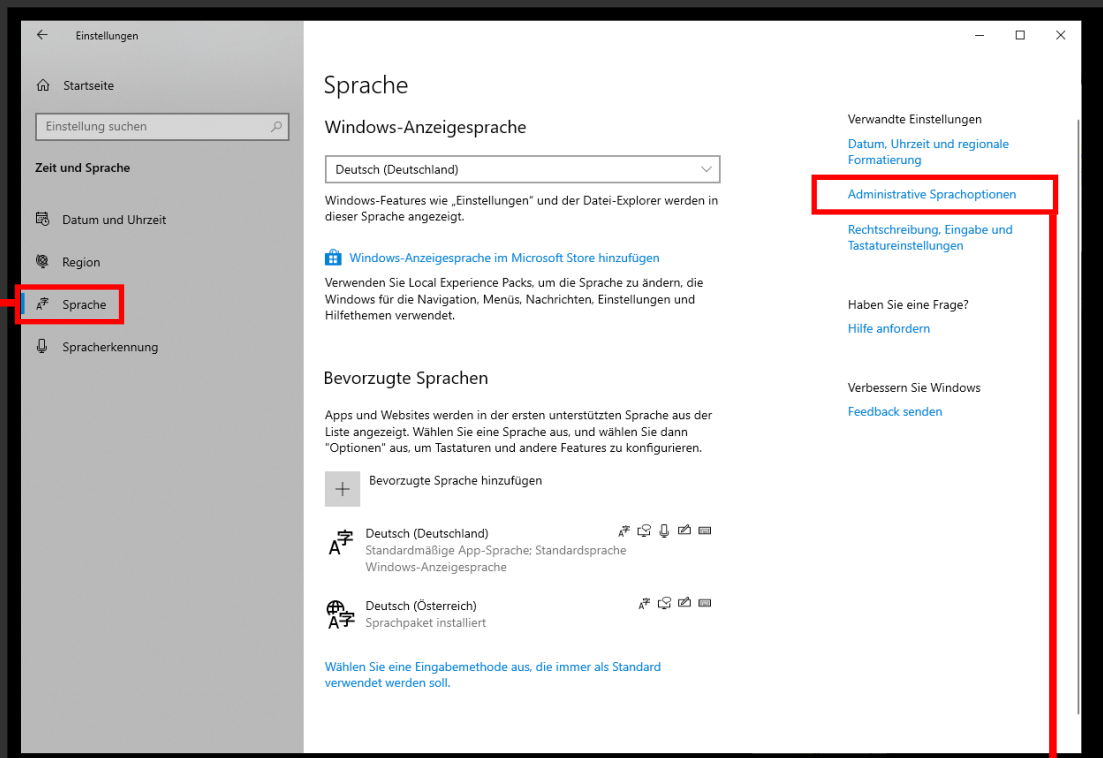 Einstellungen
Startseite
Einstellung suchen
Zeit und Sprache
Datum und Uhrzeit
Region
Sprache
Spracherkennung
Sprache
Windows-Anzeigesprache
Deutsch (Deutschland)
Windows-Features wie „Einstellungen" und der Datei-Explorer werden in
dieser Sprache angezeigt.
Windows-Anzeigesprache im Microsoft Store hinzufügen
Verwenden Sie Local Experience Packs, um die Sprache zu ändern, die
Windows für die Navigation, Menüs, Nachrichten, Einstellungen und
Hilfethemen verwendet.
Bevorzugte Sprachen
Apps und Websites werden in der ersten unterstützten Sprache aus der
Liste angezeigt. Wählen Sie eine Sprache aus, und wählen Sie dann
"Optionen" aus, um Tastaturen und andere Features zu konfigurieren.
Bevorzugte Sprache hinzufügen
Deutsch (Deutschland)
Standardmäßige App-Sprache; Standardsprache
Windows-Anzeigesprache
Deutsch (Österreich)
Sprachpaket installiert
Wählen Sie eine Eingabemethode aus, die immer als Standard
verwendet werden soll.
Verwandte Einstellungen
Datum, Uhrzeit und regionale
Formatierung
Administrative Sprachoptionen
Rechtschreibung, Eingabe und
Tastatureinstellungen
Haben Sie eine Frage?
Hilfe anfordern
Verbessern Sie Windows
Feedback senden